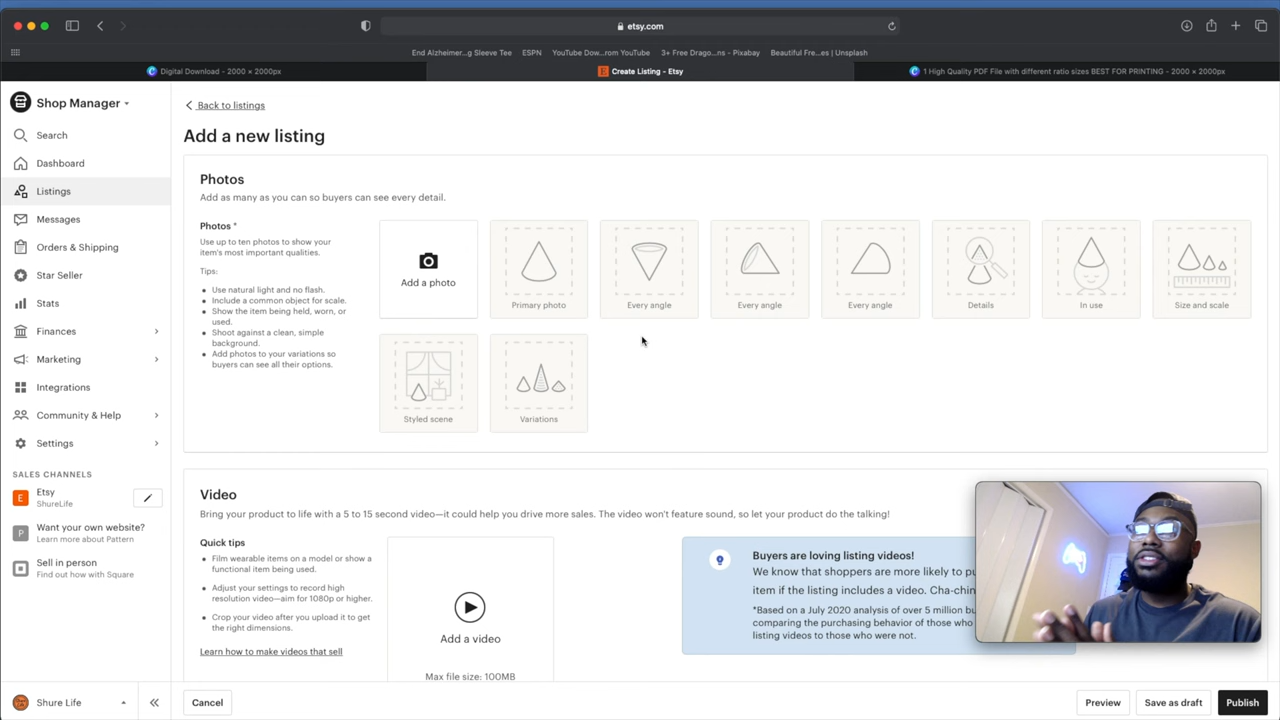 etsy.com
End Alzheimer...g Sleeve Tee
ESPN
YouTube Dow...rom YouTube
3+ Free Drago...ns - Pixabay
Beautiful Fre...es | Unsplash
Digital Download - 2000 × 2000px
Create Listing - Etsy
1 High Quality PDF File with different ratio sizes BEST FOR PRINTING - 2000 × 2000px
Shop Manager
Search
Dashboard
Listings
Messages
Orders & Shipping
Star Seller
Stats
Finances
Marketing
Integrations
Community & Help
Settings
SALES CHANNELS
E
Etsy
ShureLife
P
Want your own website?
Learn more about Pattern
Sell in person
Find out how with Square
Shure Life
Back to listings
Add a new listing
Photos
Add as many as you can so buyers can see every detail.
Photos *
Use up to ten photos to show your
item's most important qualities.
Tips:
• Use natural light and no flash.
• Include a common object for scale.
• Show the item being held, worn, or
used.
• Shoot against a clean, simple
background.
• Add photos to your variations so
buyers can see all their options.
Add a photo
Primary photo
Every angle
Every angle
Every angle
Details
In use
Size and scale
Styled scene
Variations
Video
Bring your product to life with a 5 to 15 second video—it could help you drive more sales. The video won't feature sound, so let your product do the talking!
Quick tips
• Film wearable items on a model or show a
functional item being used.
• Adjust your settings to record high
resolution video—aim for 1080p or higher.
• Crop your video after you upload it to get
the right dimensions.
Learn how to make videos that sell
Add a video
Max file size: 100MB
Buyers are loving listing videos!
We know that shoppers are more likely to pu
item if the listing includes a video. Cha-chin
*Based on a July 2020 analysis of over 5 million bu
comparing the purchasing behavior of those who
listing videos to those who were not.
Cancel
Preview
Save as draft
Publish